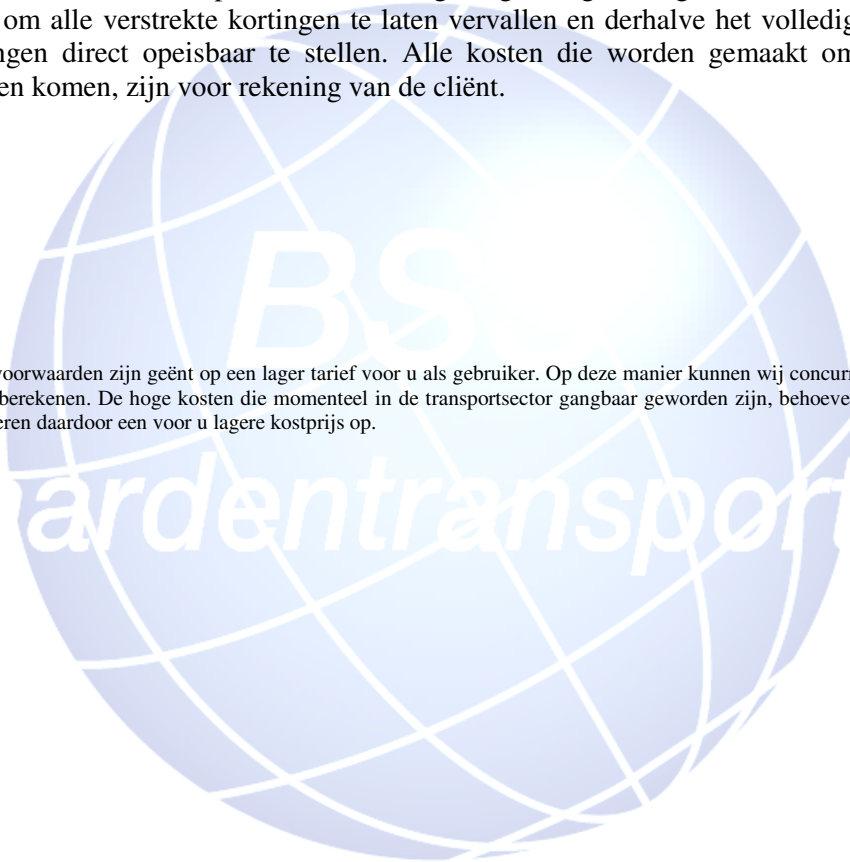 om alle verstrekte kortingen te laten vervallen en derhalve het volledig
ngen direct opeisbaar te stellen. Alle kosten die worden gemaakt om
en komen, zijn voor rekening van de cliënt.
BS
voorwaarden zijn geënt op een lager tarief voor u als gebruiker. Op deze manier kunnen wij concurr
berekenen. De hoge kosten die momenteel in de transportsector gangbaar geworden zijn, behoeve
eren daardoor een voor u lagere kostprijs op.
ardentransport